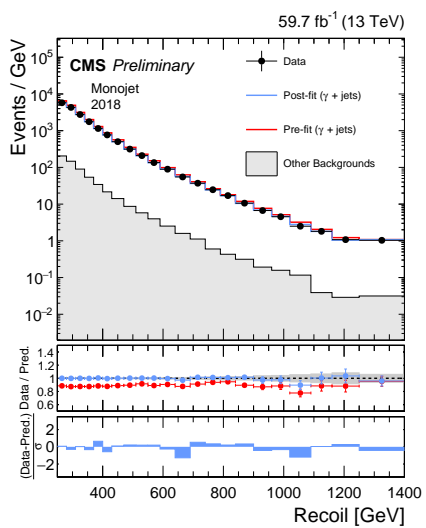 59.7 fb⁻¹ (13 TeV)
CMS Preliminary
Monojet
2018
Data
Post-fit (γ + jets)
Pre-fit (γ + jets)
Other Backgrounds
Events / GeV
10⁵
10⁴
10³
10²
10
1
10⁻¹
10⁻²
Data / Pred.
1.4
1.2
1
0.8
0.6
(Data-Pred.)
σ
2
0
−2
400 600 800 1000 1200 1400
Recoil [GeV]